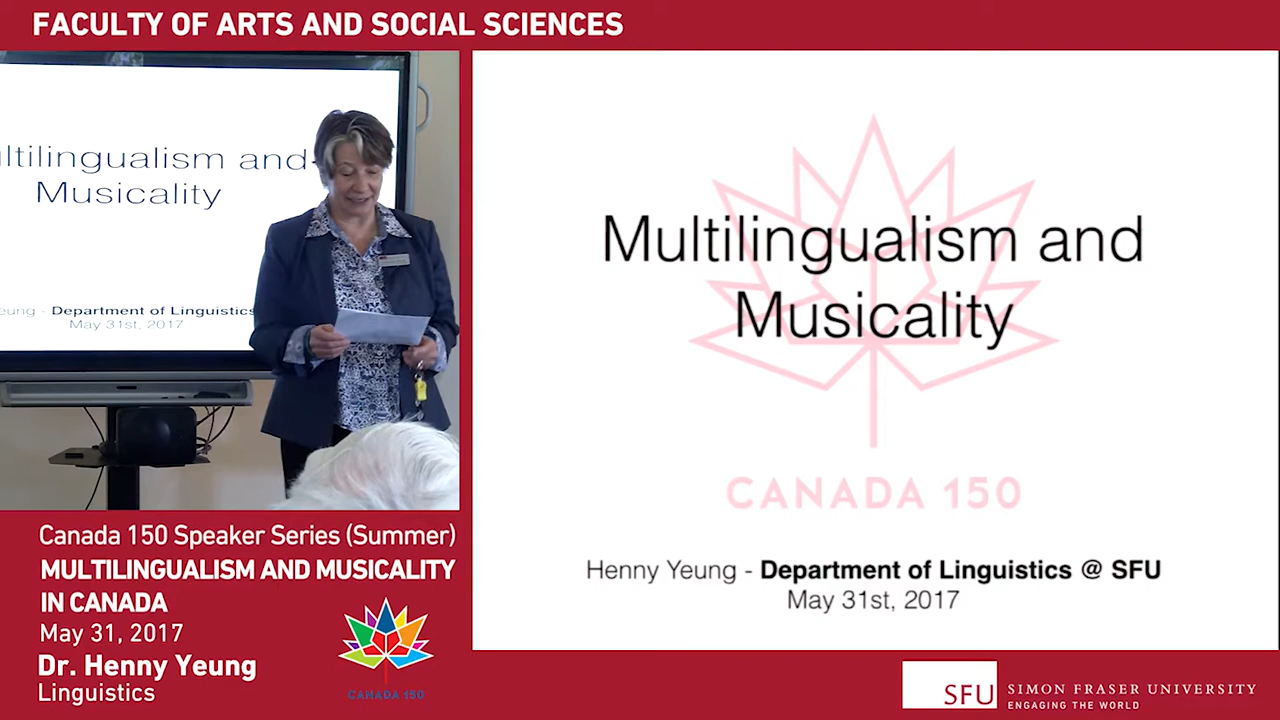 FACULTY OF ARTS AND SOCIAL SCIENCES
ltilingualism and
Musicality
eung - Department of Linguistics
May 31st, 2017
Multilingualism and
Musicality
CANADA 150
Henny Yeung - Department of Linguistics @ SFU
May 31st, 2017
Canada 150 Speaker Series (Summer)
MULTILINGUALISM AND MUSICALITY
IN CANADA
May 31, 2017
Dr. Henny Yeung
Linguistics
CANADA 150
SFU
SIMON FRASER UNIVERSITY
ENGAGING THE WORLD